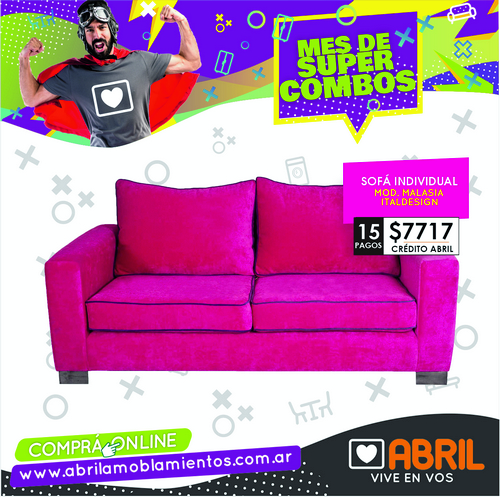 MES DE
SUPER
COMBOS
SOFÁ INDIVIDUAL
MOD. MALASIA
ITALDESIGN
15
PAGOS
$7717
CRÉDITO ABRIL
COMPRÁ ONLINE
www.abrilamoblamientos.com.ar
ABRIL
VIVE EN VOS